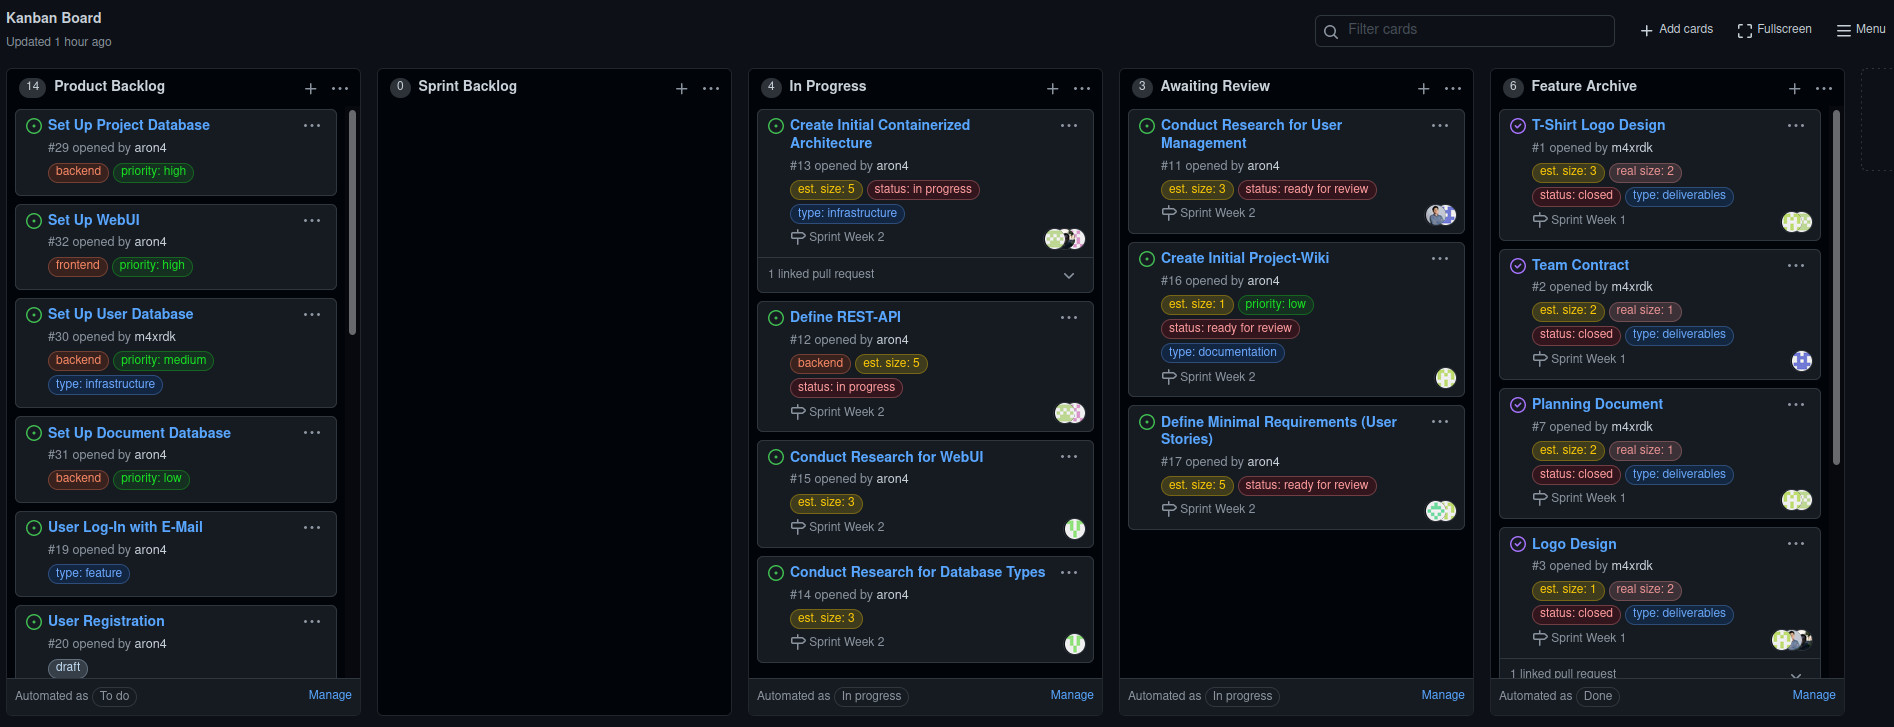 Kanban Board
Updated 1 hour ago
Filter cards
Add cards
Fullscreen
Menu
14 Product Backlog
Set Up Project Database
#29 opened by aron4
backend priority: high
Set Up WebUI
#32 opened by aron4
frontend priority: high
Set Up User Database
#30 opened by m4xrdk
backend priority: medium
type: infrastructure
Set Up Document Database
#31 opened by aron4
backend priority: low
User Log-In with E-Mail
#19 opened by aron4
type: feature
User Registration
#20 opened by aron4
draft
Automated as To do Manage
0 Sprint Backlog
4 In Progress
Create Initial Containerized
Architecture
#13 opened by aron4
est. size: 5 status: in progress
type: infrastructure
Sprint Week 2
1 linked pull request
Define REST-API
#12 opened by aron4
backend est. size: 5
status: in progress
Sprint Week 2
Conduct Research for WebUI
#15 opened by aron4
est. size: 3
Sprint Week 2
Conduct Research for Database Types
#14 opened by aron4
est. size: 3
Sprint Week 2
Automated as In progress Manage
3 Awaiting Review
Conduct Research for User
Management
#11 opened by aron4
est. size: 3 status: ready for review
Sprint Week 2
Create Initial Project-Wiki
#16 opened by aron4
est. size: 1 priority: low
status: ready for review
type: documentation
Sprint Week 2
Define Minimal Requirements (User
Stories)
#17 opened by aron4
est. size: 5 status: ready for review
Sprint Week 2
Automated as In progress Manage
6 Feature Archive
T-Shirt Logo Design
#1 opened by m4xrdk
est. size: 3 real size: 2
status: closed type: deliverables
Sprint Week 1
Team Contract
#2 opened by m4xrdk
est. size: 2 real size: 1
status: closed type: deliverables
Sprint Week 1
Planning Document
#7 opened by m4xrdk
est. size: 2 real size: 1
status: closed type: deliverables
Sprint Week 1
Logo Design
#3 opened by m4xrdk
est. size: 1 real size: 2
status: closed type: deliverables
Sprint Week 1
1 linked pull request
Automated as Done Manage